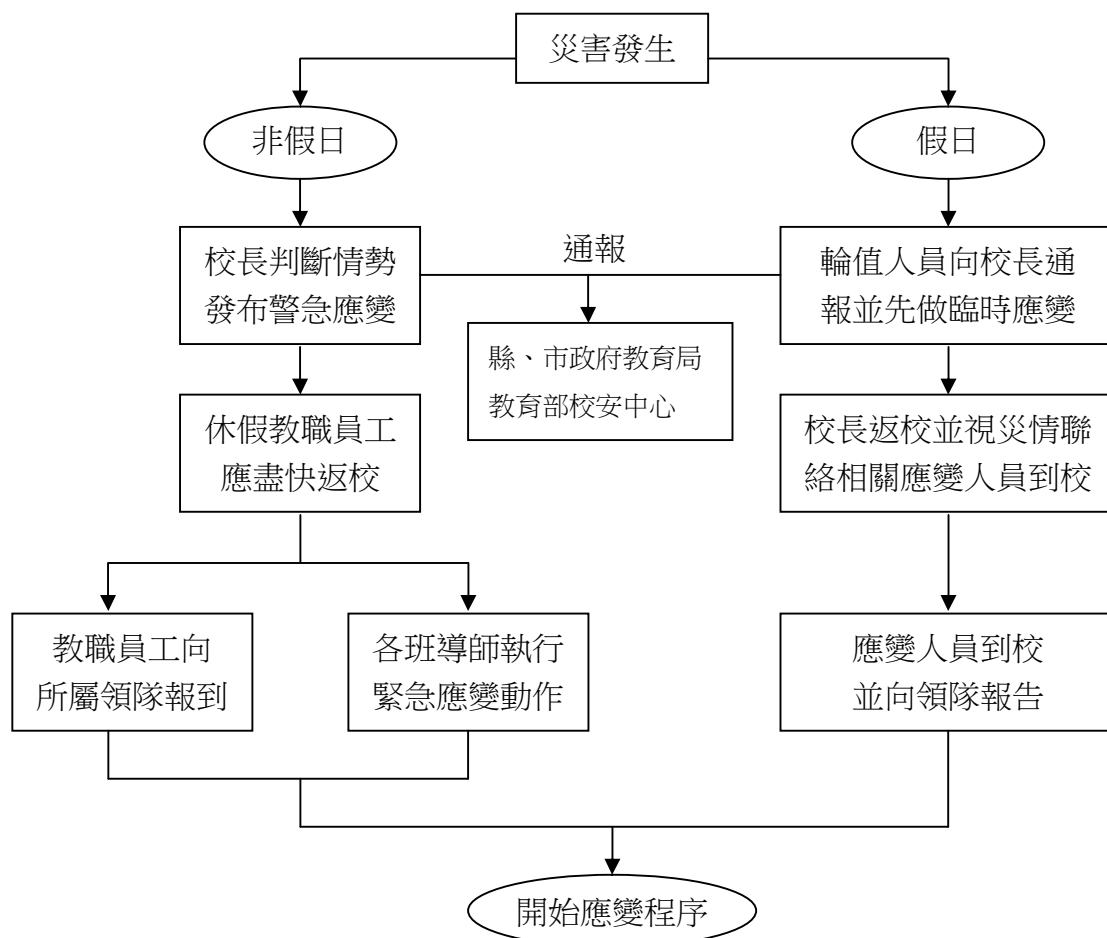 災害發生
非假日
假日
校長判斷情勢
發布警急應變
通報
輪值人員向校長通
報並先做臨時應變
縣、市政府教育局
教育部校安中心
休假教職員工
應盡快返校
校長返校並視災情聯
絡相關應變人員到校
教職員工向
所屬領隊報到
各班導師執行
緊急應變動作
應變人員到校
並向領隊報告
開始應變程序